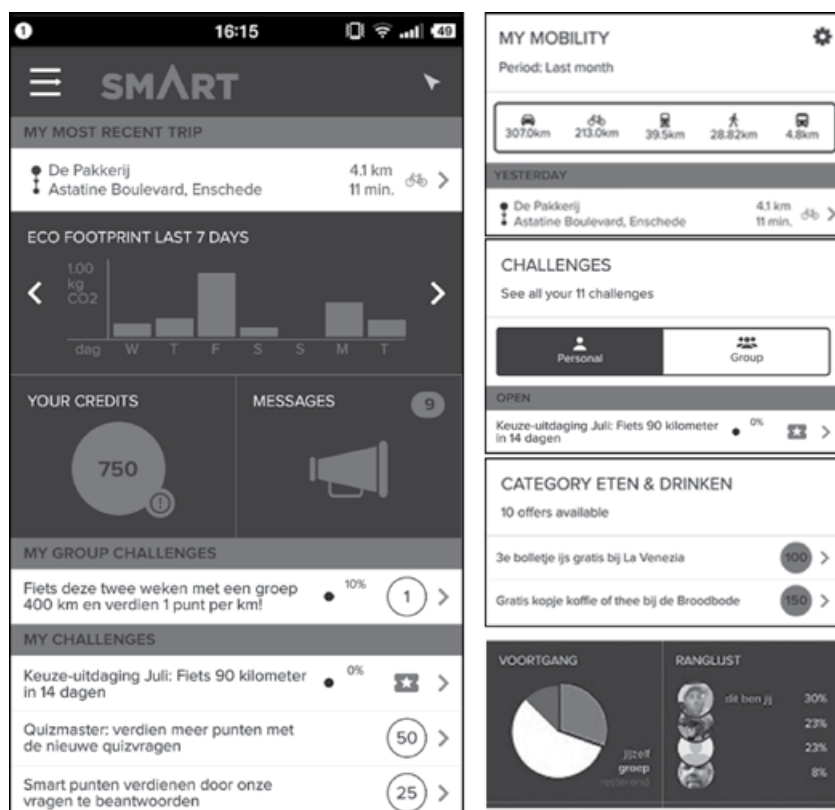 1
16:15
49
SMART
MY MOST RECENT TRIP
De Pakkerij
Astatine Boulevard, Enschede
4.1 km
11 min.
ECO FOOTPRINT LAST 7 DAYS
1.00
kg
CO2
dag W T F S S M T
YOUR CREDITS
750
MESSAGES
9
MY GROUP CHALLENGES
Fiets deze twee weken met een groep
400 km en verdien 1 punt per km!
10%
1
MY CHALLENGES
Keuze-uitdaging Juli: Fiets 90 kilometer
in 14 dagen
0%
Quizmaster: verdien meer punten met
de nieuwe quizvragen
50
Smart punten verdienen door onze
vragen te beantwoorden
25
MY MOBILITY
Period: Last month
307.0km 213.0km 39.5km 28.82km 4.8km
YESTERDAY
De Pakkerij
Astatine Boulevard, Enschede
4.1 km
11 min.
CHALLENGES
See all your 11 challenges
Personal Group
OPEN
Keuze-uitdaging Juli: Fiets 90 kilometer
in 14 dagen
0%
CATEGORY ETEN & DRINKEN
10 offers available
3e bolletje ijs gratis bij La Venezia
100
Gratis kopje koffie of thee bij de Broodbode
150
VOORTGANG
jijzelf
groep
resterend
RANGLIJST
dit ben jij 30%
23%
23%
8%